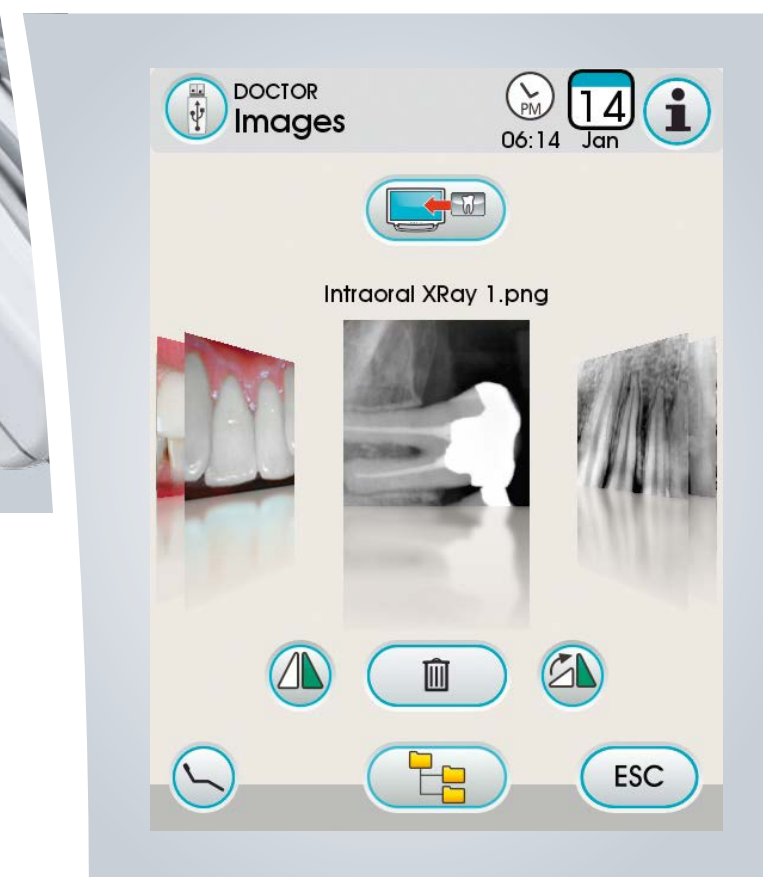 DOCTOR
Images
PM
06:14
14
Jan
i
Intraoral XRay 1.png
ESC